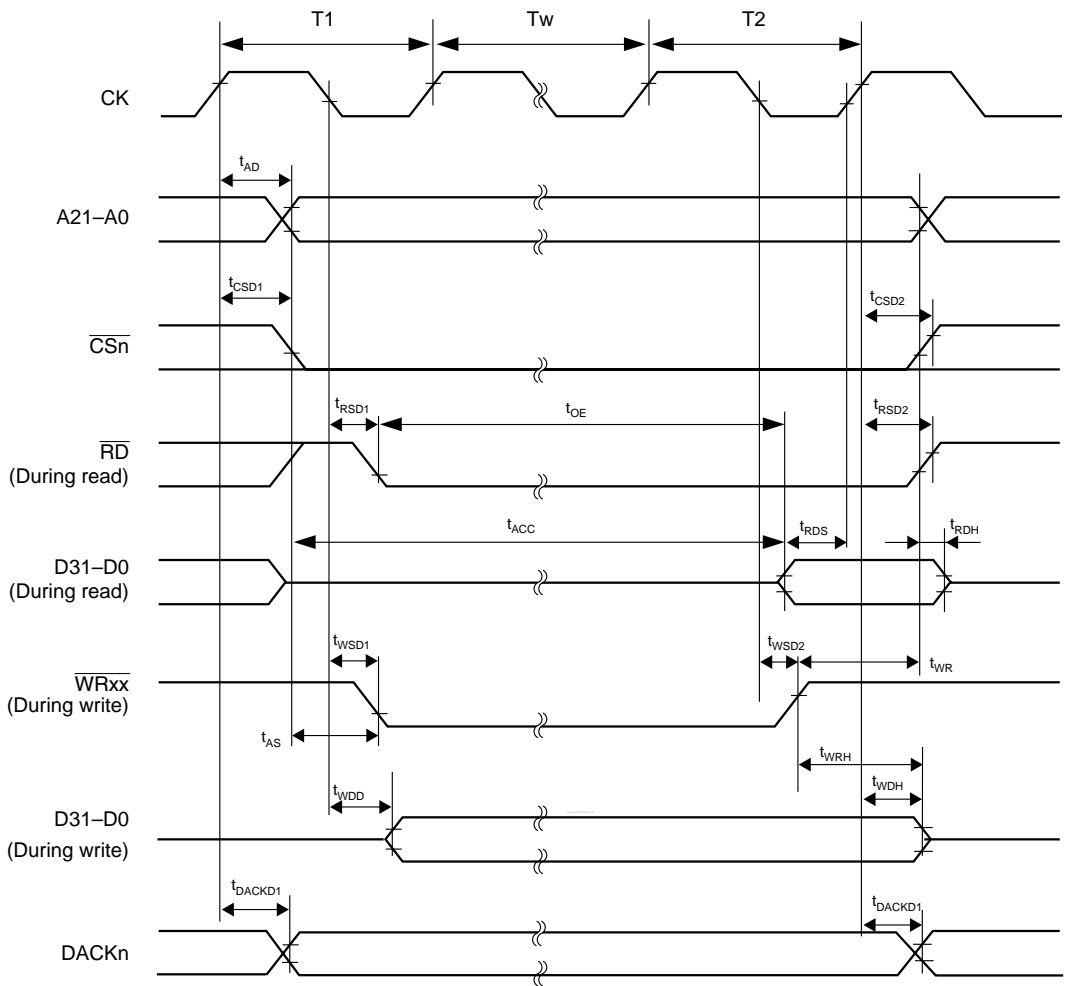 T1 Tw T2
CK
tAD
A21–A0
tCSD1 tCSD2
CSn
tRSD1 tOE tRSD2
RD
(During read)
tACC tRDS tRDH
D31–D0
(During read)
tWSD1 tWSD2 tWR
WRxx
(During write)
tAS
tWRH
tWDD tWDH
D31–D0
(During write)
tDACKD1 tDACKD1
DACKn